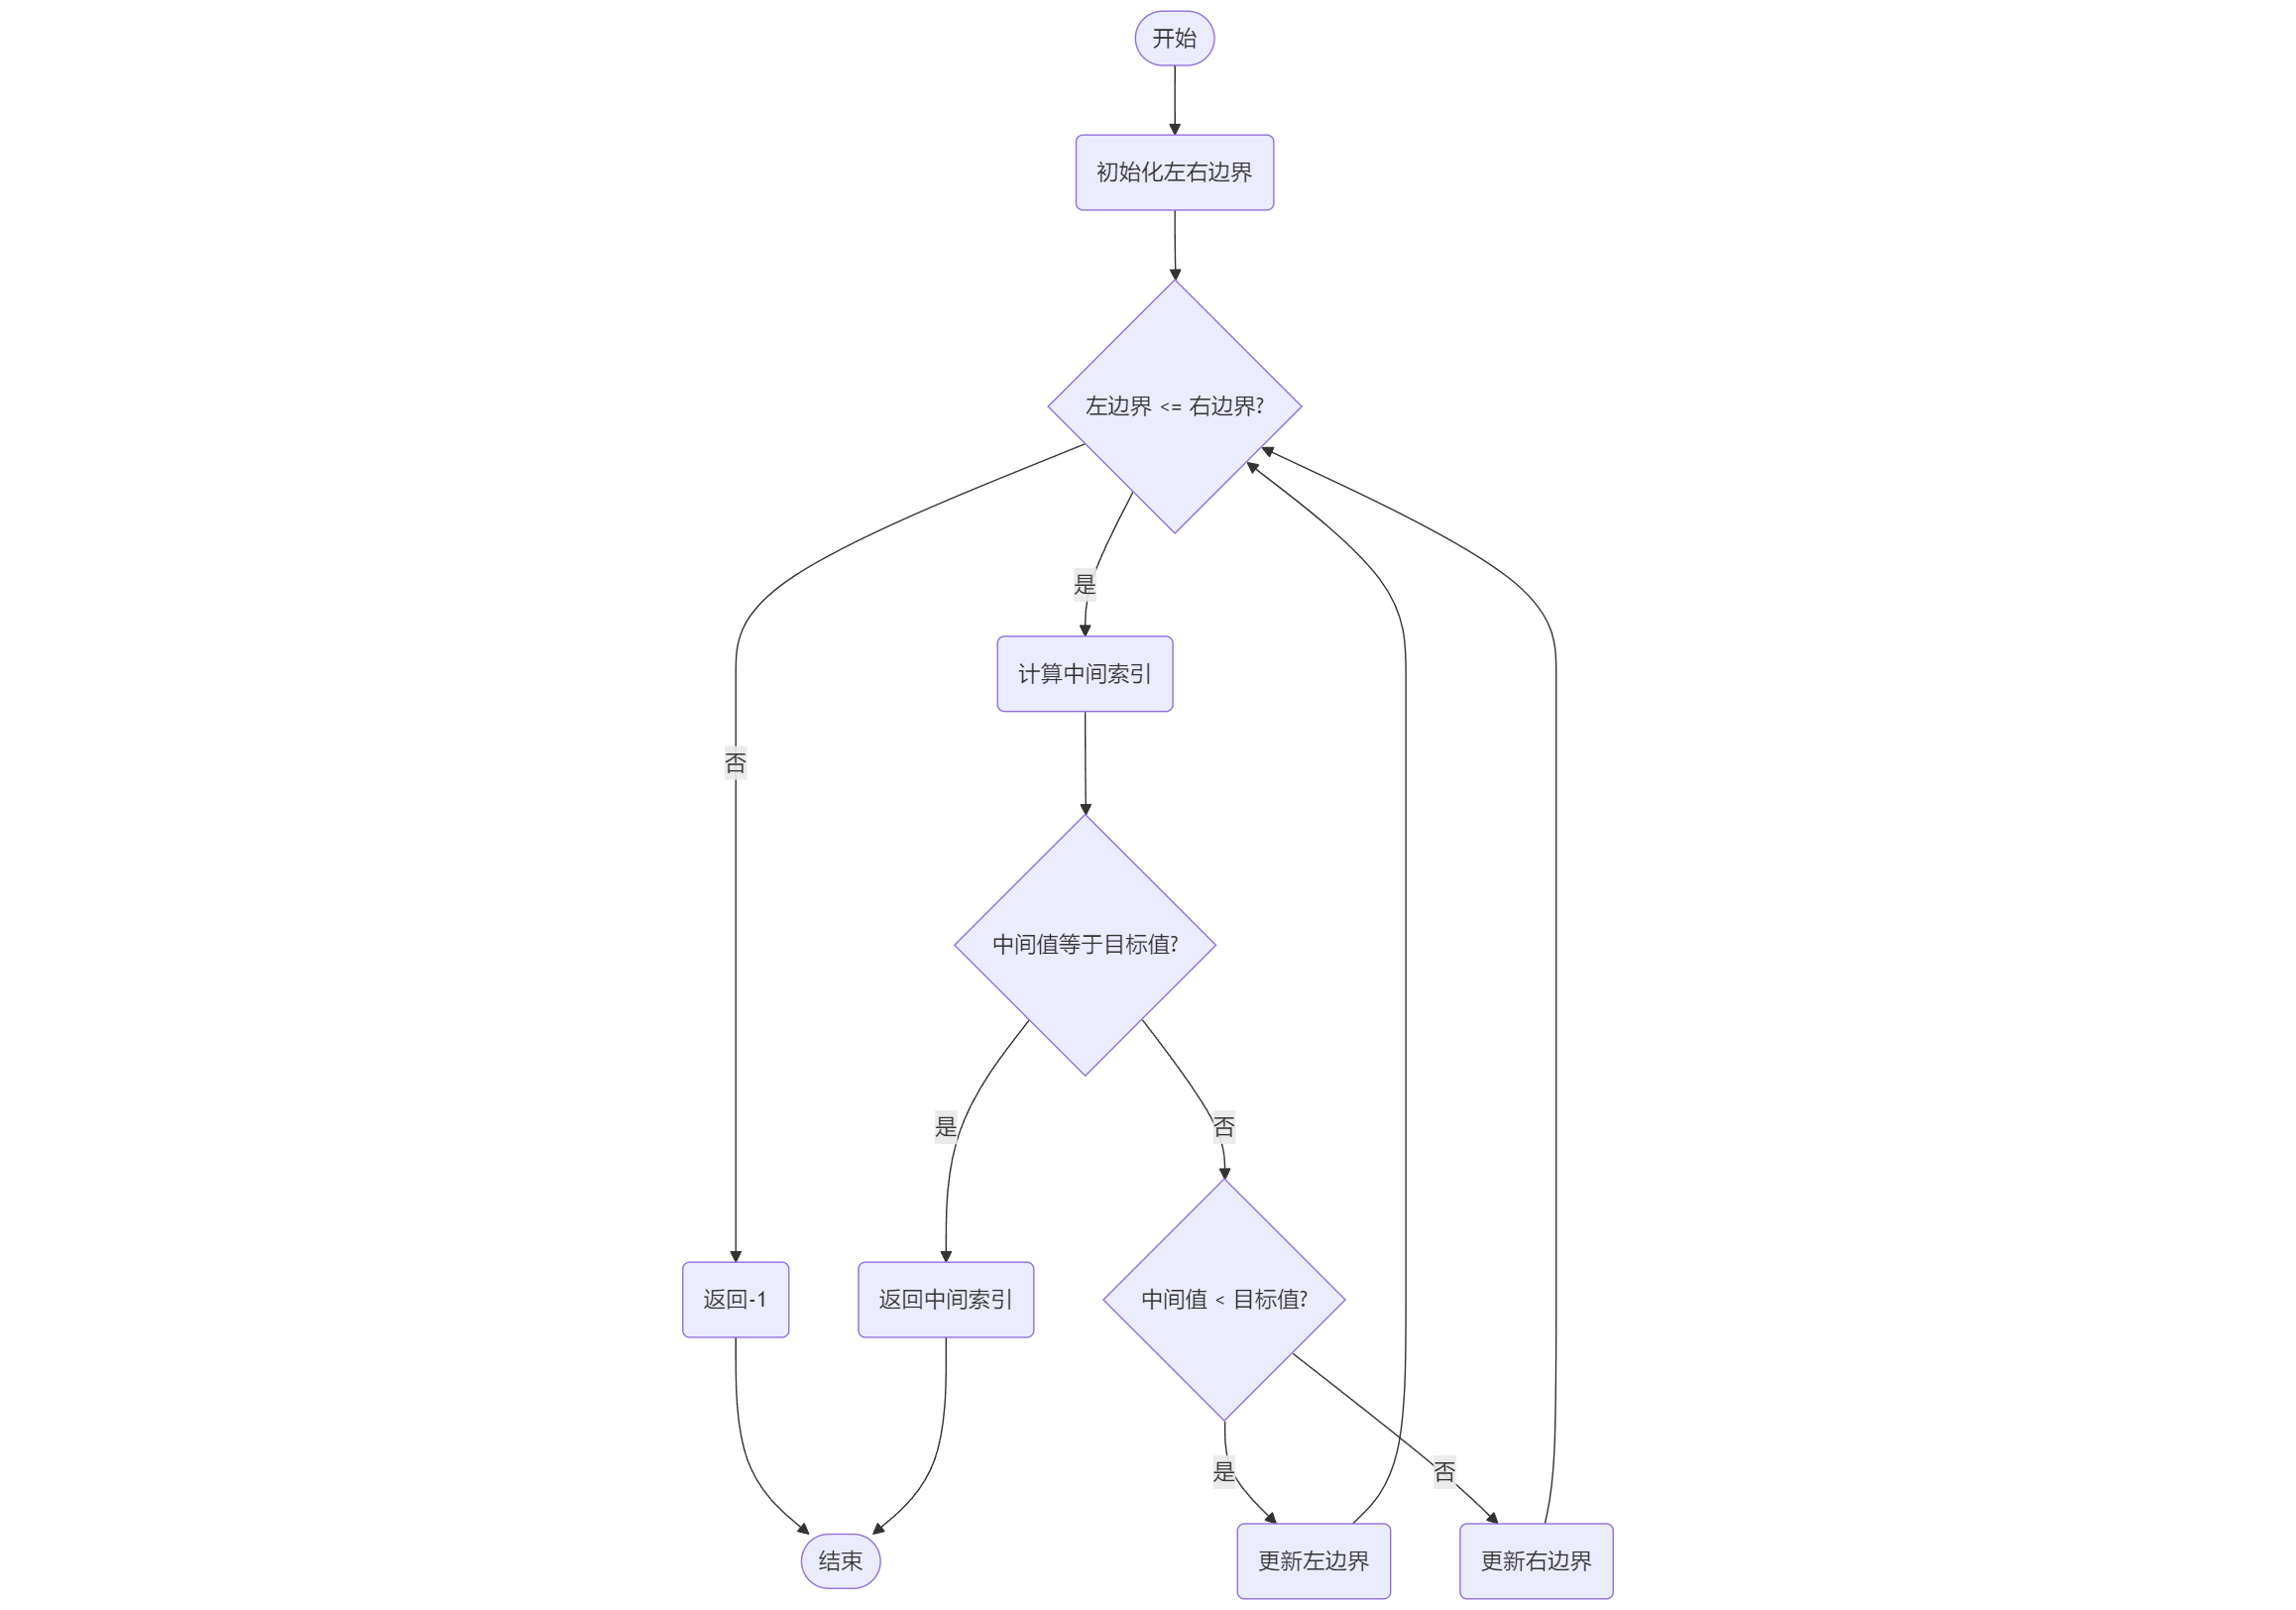 开始
初始化左右边界
左边界 <= 右边界?
是
计算中间索引
否
中间值等于目标值?
是
否
返回-1
返回中间索引
中间值 < 目标值?
是
否
结束
更新左边界
更新右边界